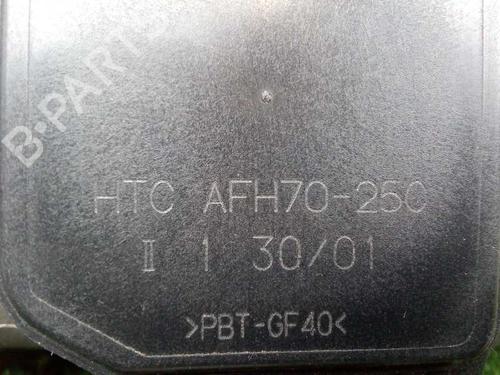 B-PARTS
HTC AFH70-25C
II 1 30/01
>PBT-GF40<